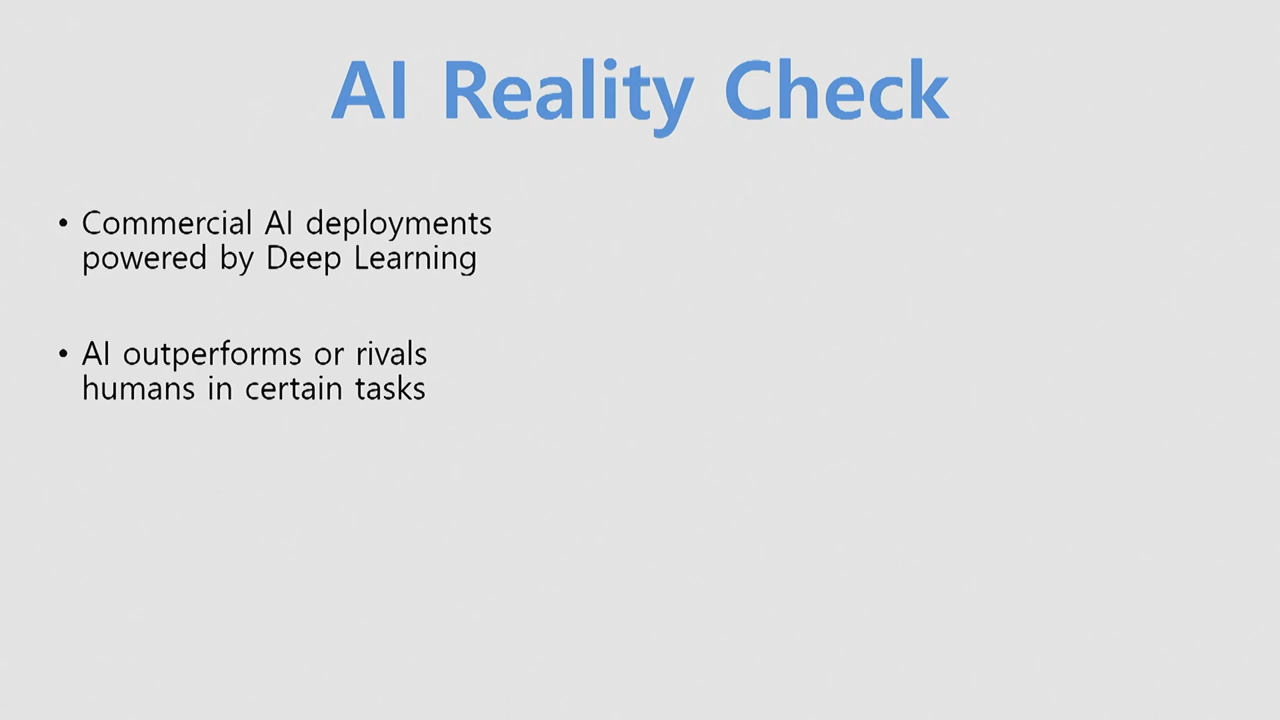 AI Reality Check
• Commercial AI deployments
powered by Deep Learning
• AI outperforms or rivals
humans in certain tasks